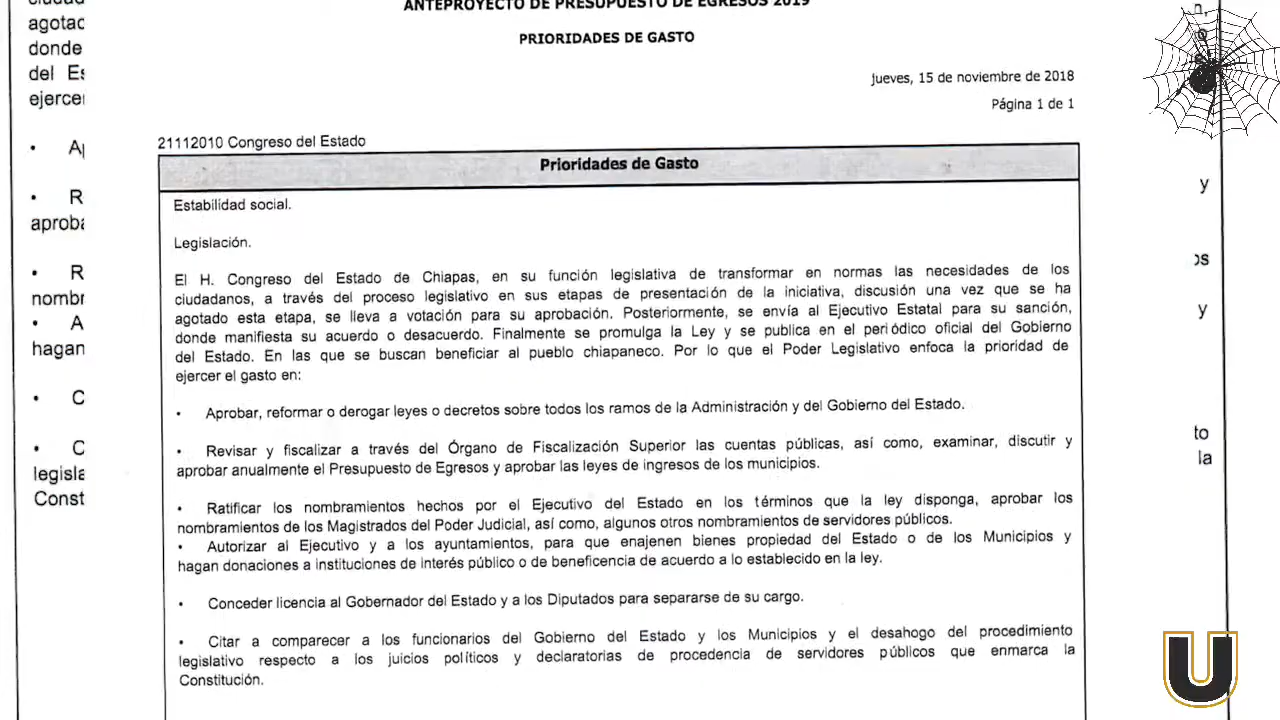 ANTEPROYECTO DE PRESUPUESTO DE EGRESOS 2019
PRIORIDADES DE GASTO
jueves, 15 de noviembre de 2018
Página 1 de 1
21112010 Congreso del Estado
Prioridades de Gasto
Estabilidad social.
Legislación.
El H. Congreso del Estado de Chiapas, en su función legislativa de transformar en normas las necesidades de los
ciudadanos, a través del proceso legislativo en sus etapas de presentación de la iniciativa, discusión una vez que se ha
agotado esta etapa, se lleva a votación para su aprobación. Posteriormente, se envía al Ejecutivo Estatal para su sanción,
donde manifiesta su acuerdo o desacuerdo. Finalmente se promulga la Ley y se publica en el periódico oficial del Gobierno
del Estado. En las que se buscan beneficiar al pueblo chiapaneco. Por lo que el Poder Legislativo enfoca la prioridad de
ejercer el gasto en:
• Aprobar, reformar o derogar leyes o decretos sobre todos los ramos de la Administración y del Gobierno del Estado.
• Revisar y fiscalizar a través del Órgano de Fiscalización Superior las cuentas públicas, así como, examinar, discutir y
aprobar anualmente el Presupuesto de Egresos y aprobar las leyes de ingresos de los municipios.
• Ratificar los nombramientos hechos por el Ejecutivo del Estado en los términos que la ley disponga, aprobar los
nombramientos de los Magistrados del Poder Judicial, así como, algunos otros nombramientos de servidores públicos.
• Autorizar al Ejecutivo y a los ayuntamientos, para que enajenen bienes propiedad del Estado o de los Municipios y
hagan donaciones a instituciones de interés público o de beneficencia de acuerdo a lo establecido en la ley.
• Conceder licencia al Gobernador del Estado y a los Diputados para separarse de su cargo.
• Citar a comparecer a los funcionarios del Gobierno del Estado y los Municipios y el desahogo del procedimiento
legislativo respecto a los juicios políticos y declaratorias de procedencia de servidores públicos que enmarca la
Constitución.
U